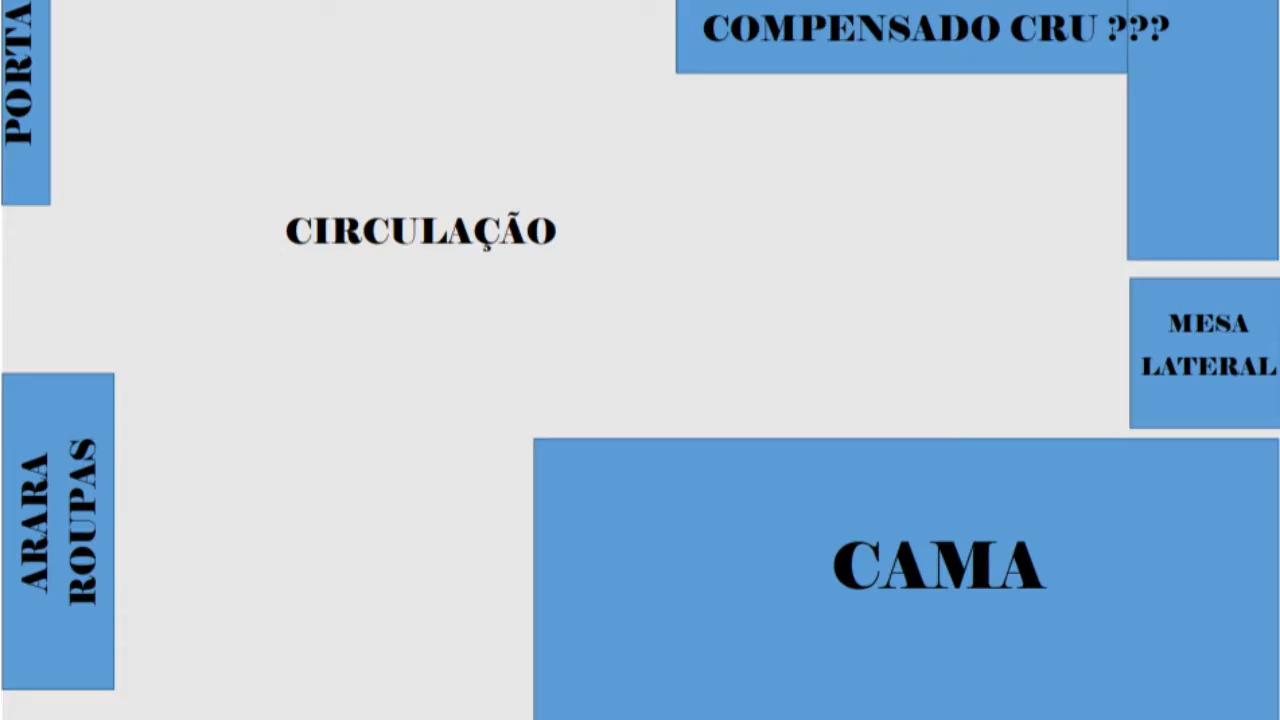 PORTA
COMPENSADO CRU ???
CIRCULAÇÃO
MESA
LATERAL
ARARA
ROUPAS
CAMA